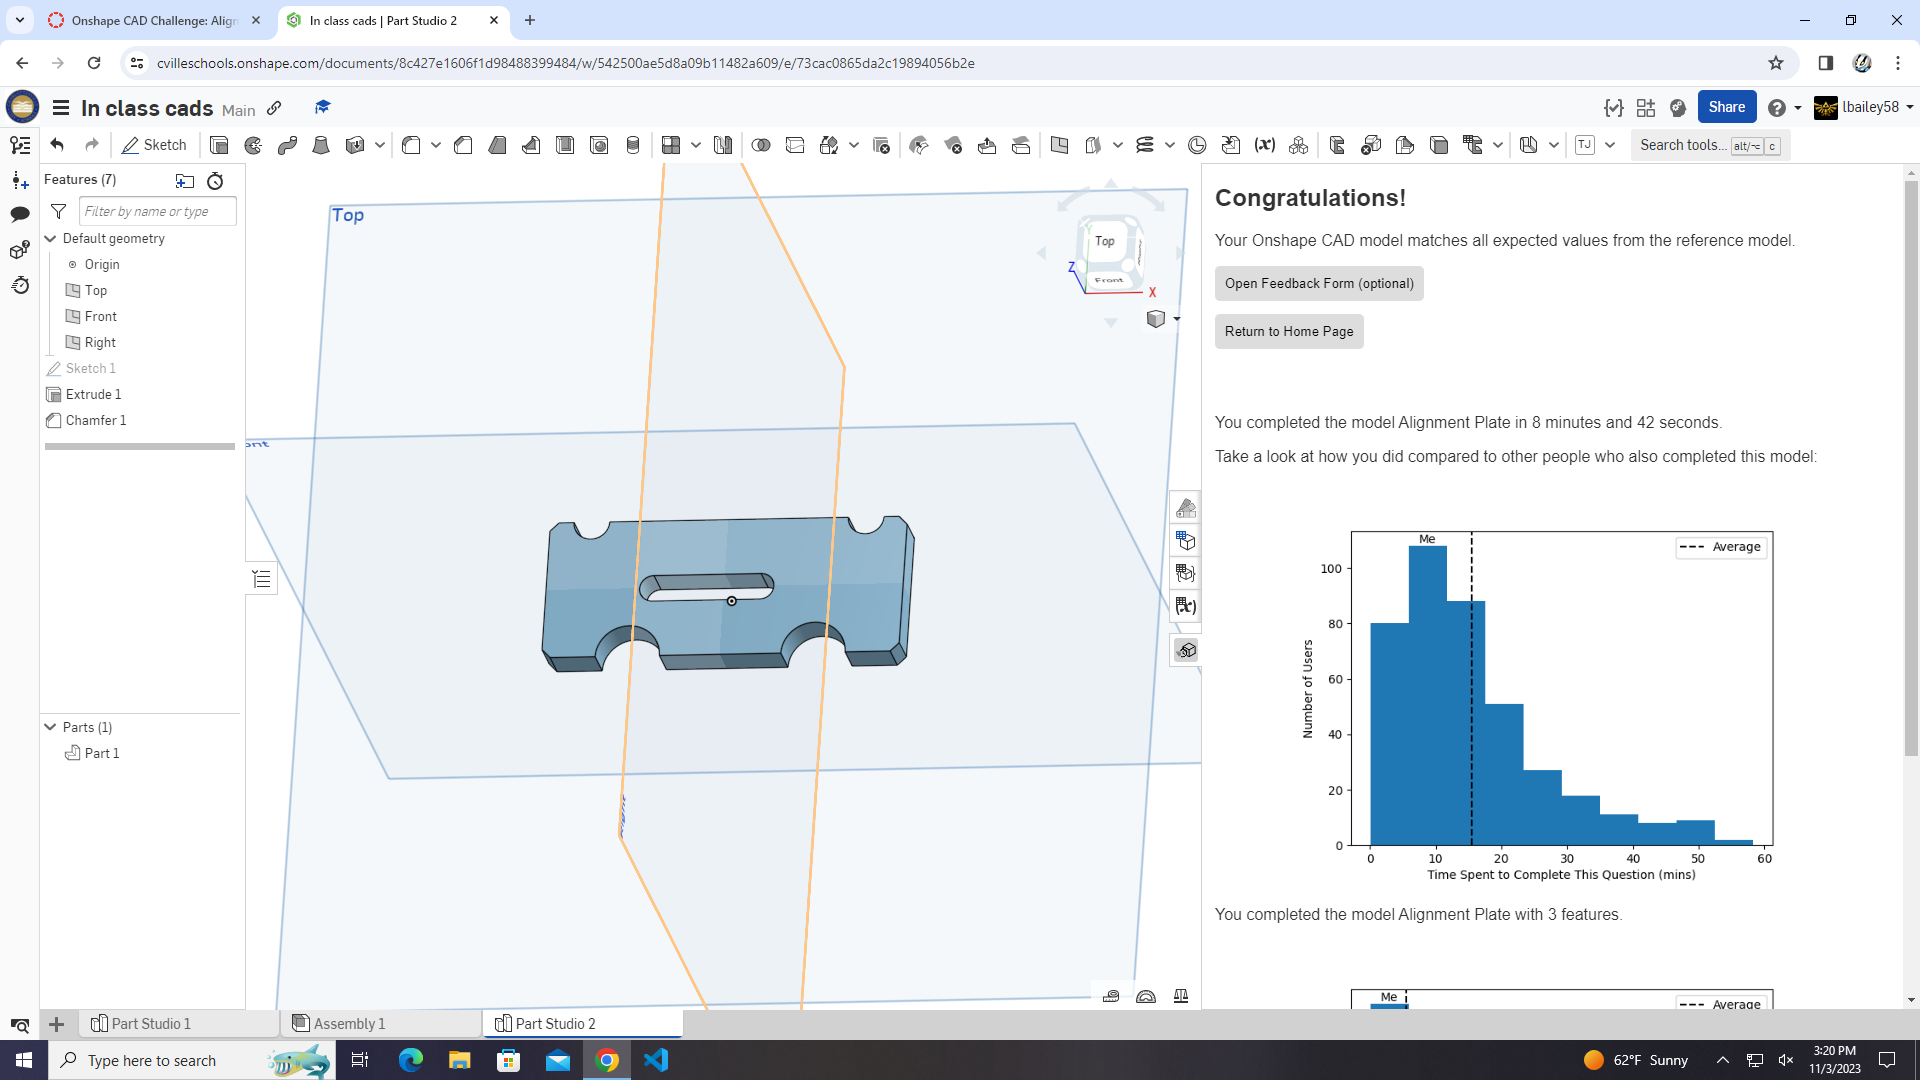 Onshape CAD Challenge: Align
In class cads | Part Studio 2
cvilleschools.onshape.com/documents/8c427e1606f1d98488399484/w/542500ae5d8a09b11482a609/e/73cac0865da2c19894056b2e
In class cads Main
Share
lbailey58
Sketch
Search tools... alt/⌥ c
Features (7)
Filter by name or type
Default geometry
Origin
Top
Front
Right
Sketch 1
Extrude 1
Chamfer 1
Parts (1)
Part 1
Top
ont
Right
Top
Front
Z
X
Congratulations!
Your Onshape CAD model matches all expected values from the reference model.
Open Feedback Form (optional)
Return to Home Page
You completed the model Alignment Plate in 8 minutes and 42 seconds.
Take a look at how you did compared to other people who also completed this model:
Me
Average
100
80
60
40
20
0
Number of Users
0 10 20 30 40 50 60
Time Spent to Complete This Question (mins)
You completed the model Alignment Plate with 3 features.
Me
Average
Part Studio 1
Assembly 1
Part Studio 2
Type here to search
62°F Sunny
3:20 PM
11/3/2023